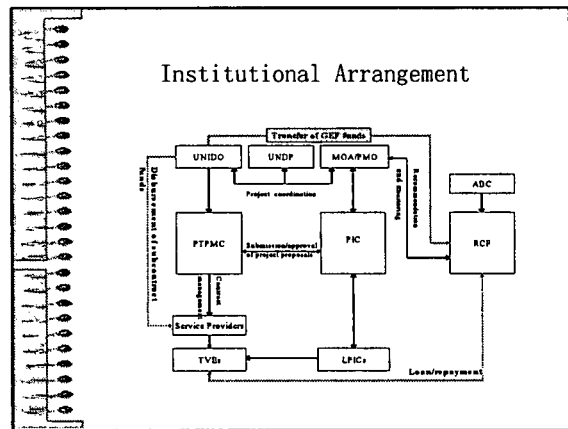 Institutional Arrangement
Transfer of GEF funds
UNIDO
UNDP
MOA/PMO
Project coordination
Disbursement of subcontract
funds
Recommendation
and monitoring
ABC
PTPMC
Submission/approval
of project proposals
PIC
RCF
Contract
management
Service Providers
TVEs
LPICs
Loan/repayment